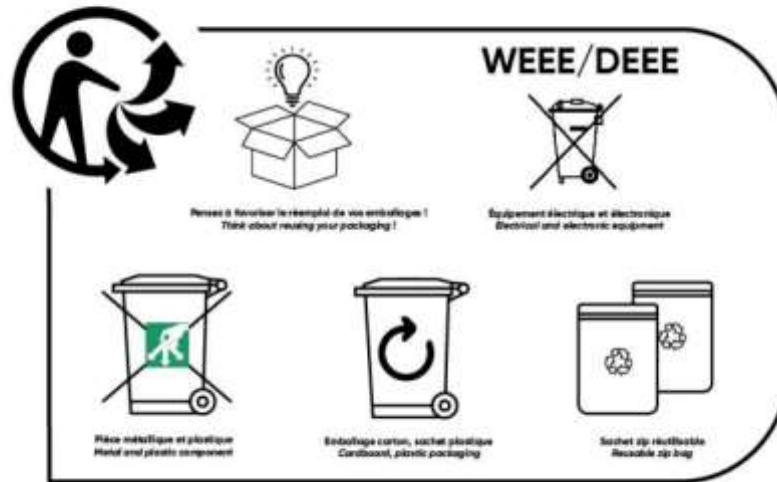 WEEE/DEEE
Pensez à favoriser le réemploi de vos emballages !
Think about reusing your packaging !
Équipement électrique et électronique
Electrical and electronic equipment
Pièce métallique et plastique
Metal and plastic component
Emballage carton, sachet plastique
Cardboard, plastic packaging
Sachet zip réutilisable
Reusable zip bag